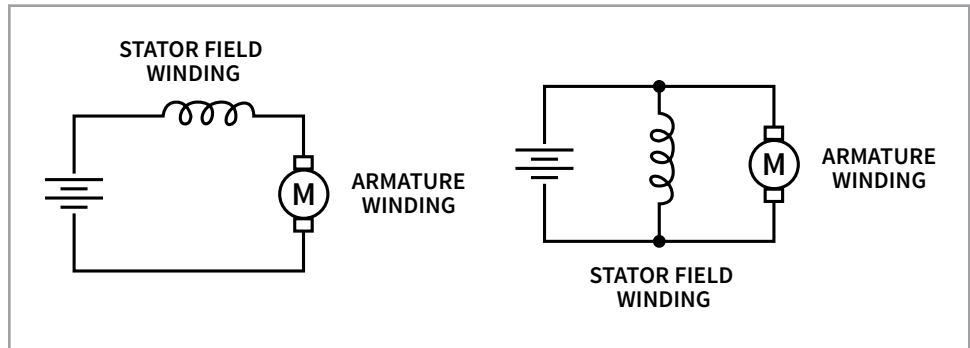 STATOR FIELD
WINDING
M
ARMATURE
WINDING
M
ARMATURE
WINDING
STATOR FIELD
WINDING